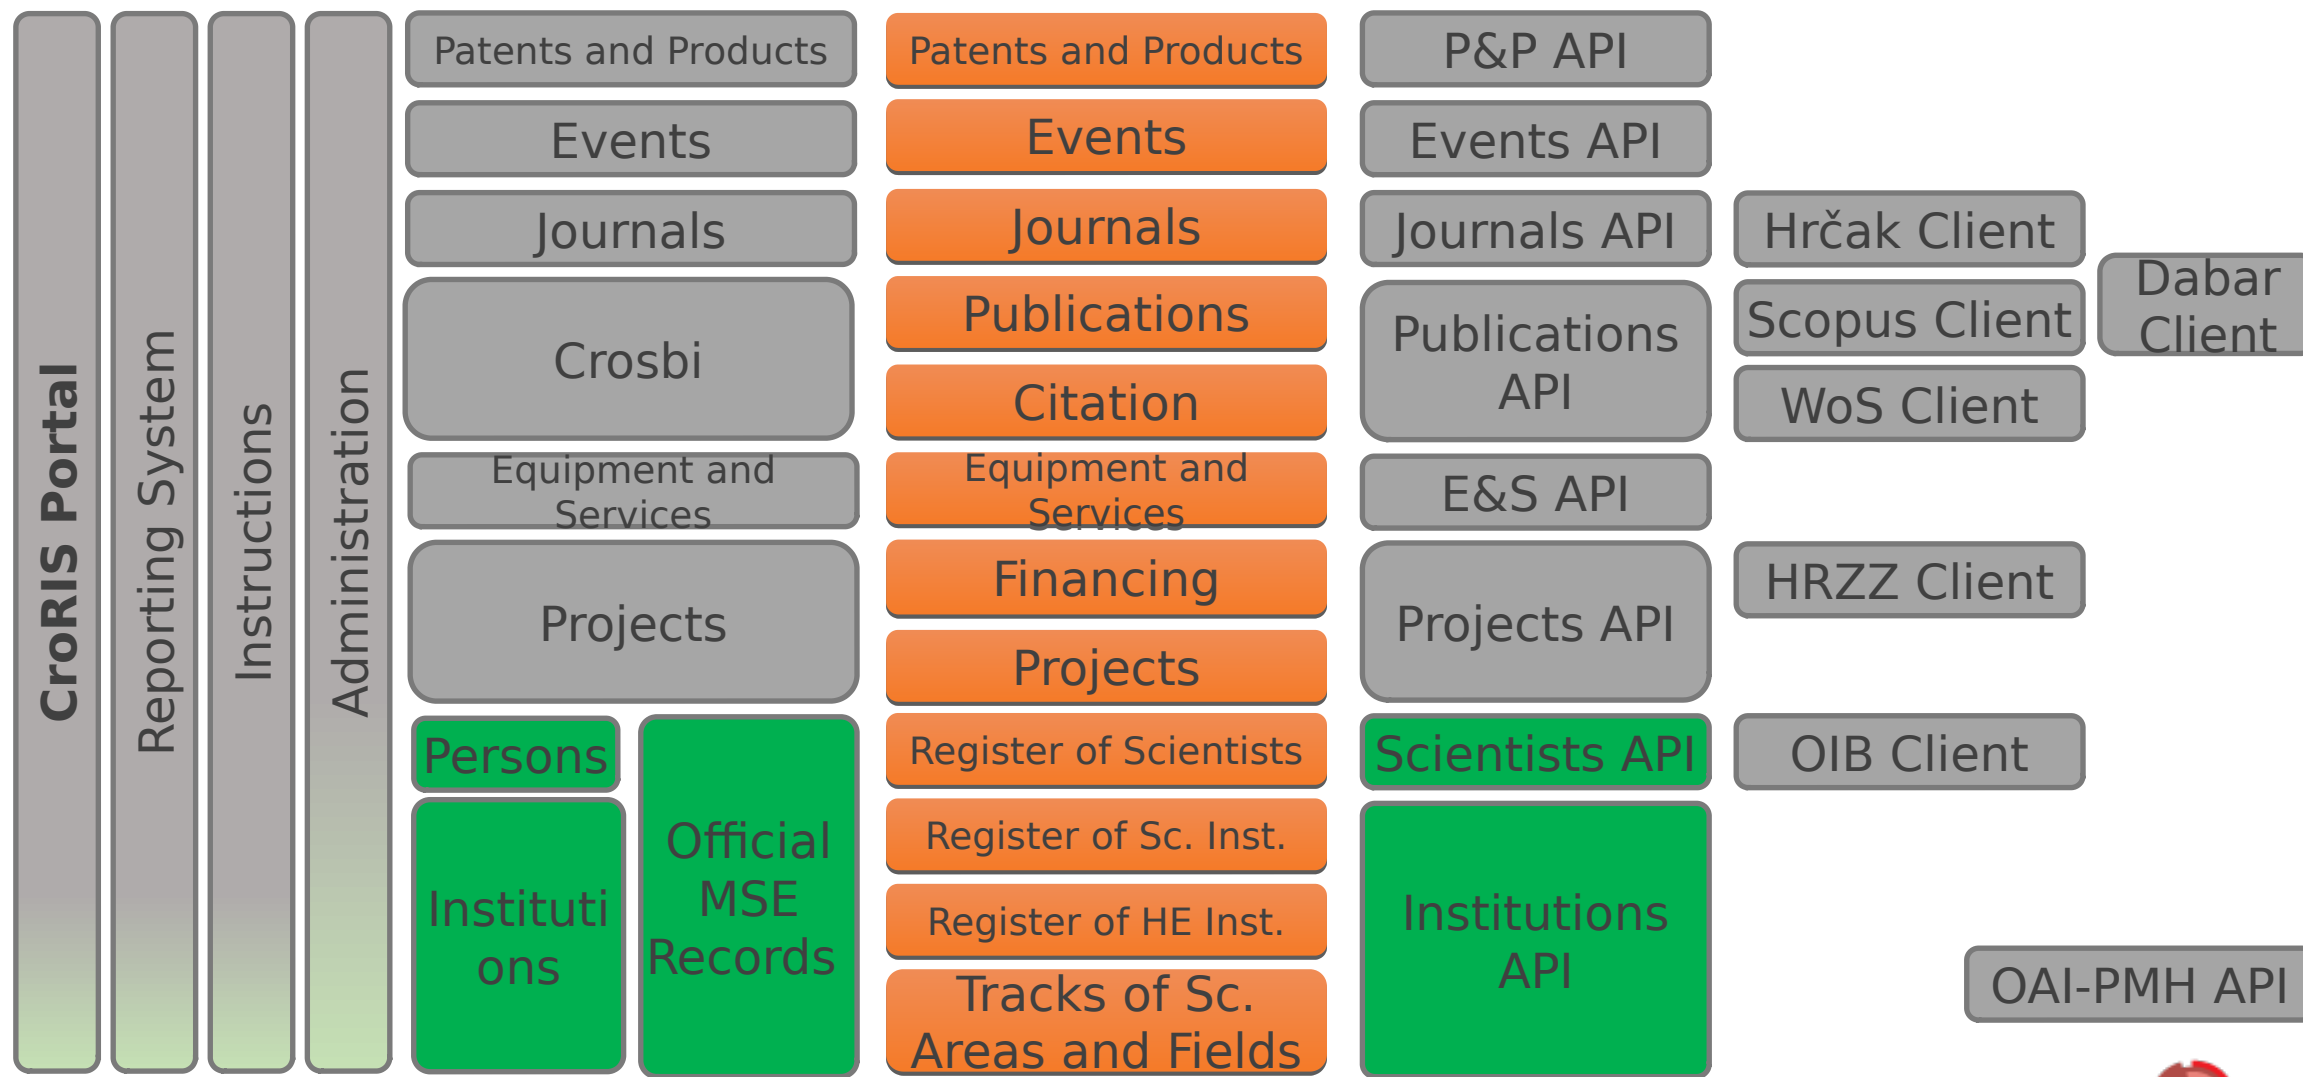 CroRIS Portal
Reporting System
Instructions
Administration
Patents and Products
Events
Journals
Crosbi
Equipment and
Services
Projects
Persons
Instituti
ons
Official
MSE
Records
Patents and Products
Events
Journals
Publications
Citation
Equipment and
Services
Financing
Projects
Register of Scientists
Register of Sc. Inst.
Register of HE Inst.
Tracks of Sc.
Areas and Fields
P&P API
Events API
Journals API
Publications
API
E&S API
Projects API
Scientists API
Institutions
API
Hrčak Client
Scopus Client
WoS Client
HRZZ Client
OIB Client
Dabar
Client
OAI-PMH API